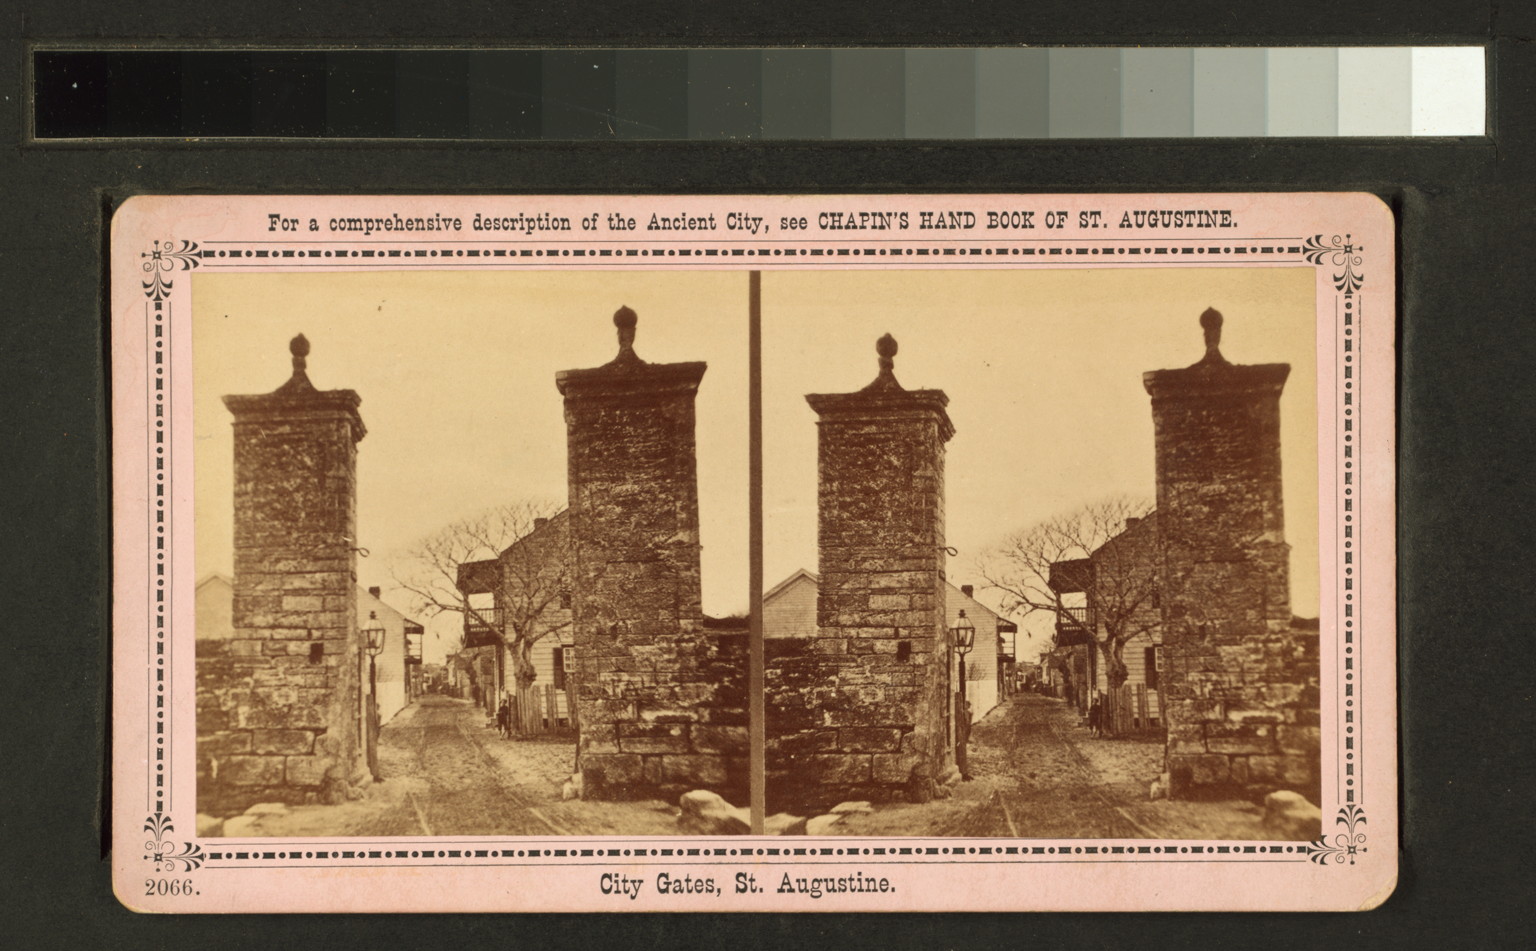 For a comprehensive description of the Ancient City, see CHAPIN'S HAND BOOK OF ST. AUGUSTINE.
2066.
City Gates, St. Augustine.